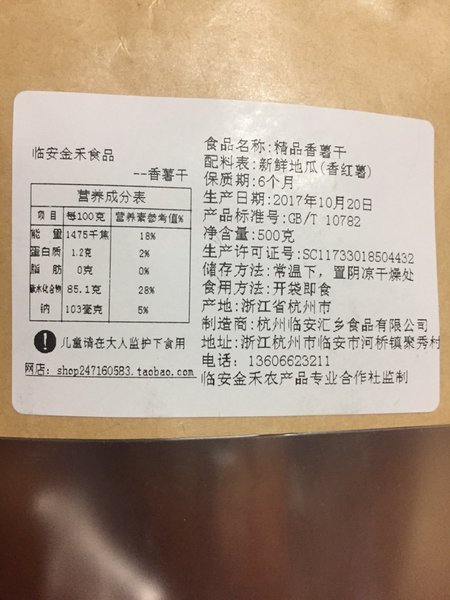 临安金禾食品
--香薯干
营养成分表
项目 每100克 营养素参考值%
能量 1475千焦 18%
蛋白质 1.2克 2%
脂肪 0克 0%
碳水化合物 85.1克 28%
钠 103毫克 5%
儿童请在大人监护下食用
网店: shop247160583.taobao.com
食品名称:精品香薯干
配料表:新鲜地瓜(香红薯)
保质期:6个月
生产日期:2017年10月20日
产品标准号:GB/T 10782
净含量:500克
生产许可证号:SC11733018504432
储存方法:常温下，置阴凉干燥处
食用方法:开袋即食
产地:浙江省杭州市
制造商:杭州临安汇乡食品有限公司
地址:浙江杭州市临安市河桥镇聚秀村
电话: 13606623211
临安金禾农产品专业合作社监制